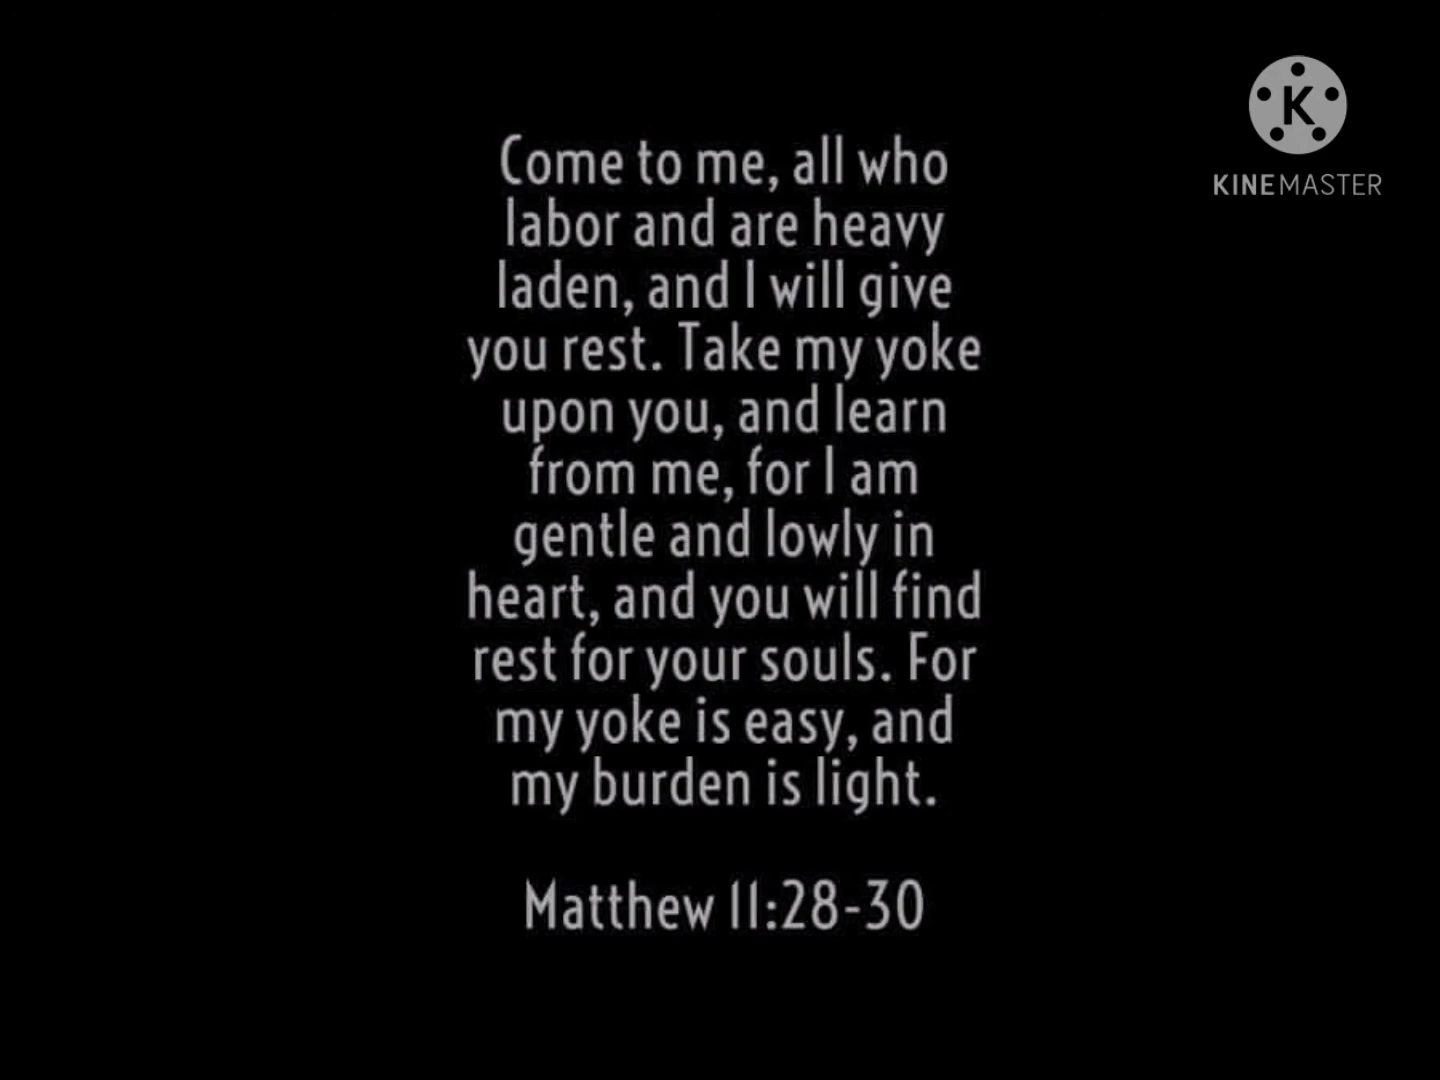 Come to me, all who
labor and are heavy
laden, and I will give
you rest. Take my yoke
upon you, and learn
from me, for I am
gentle and lowly in
heart, and you will find
rest for your souls. For
my yoke is easy, and
my burden is light.
Matthew 11:28-30
K
KINEMASTER